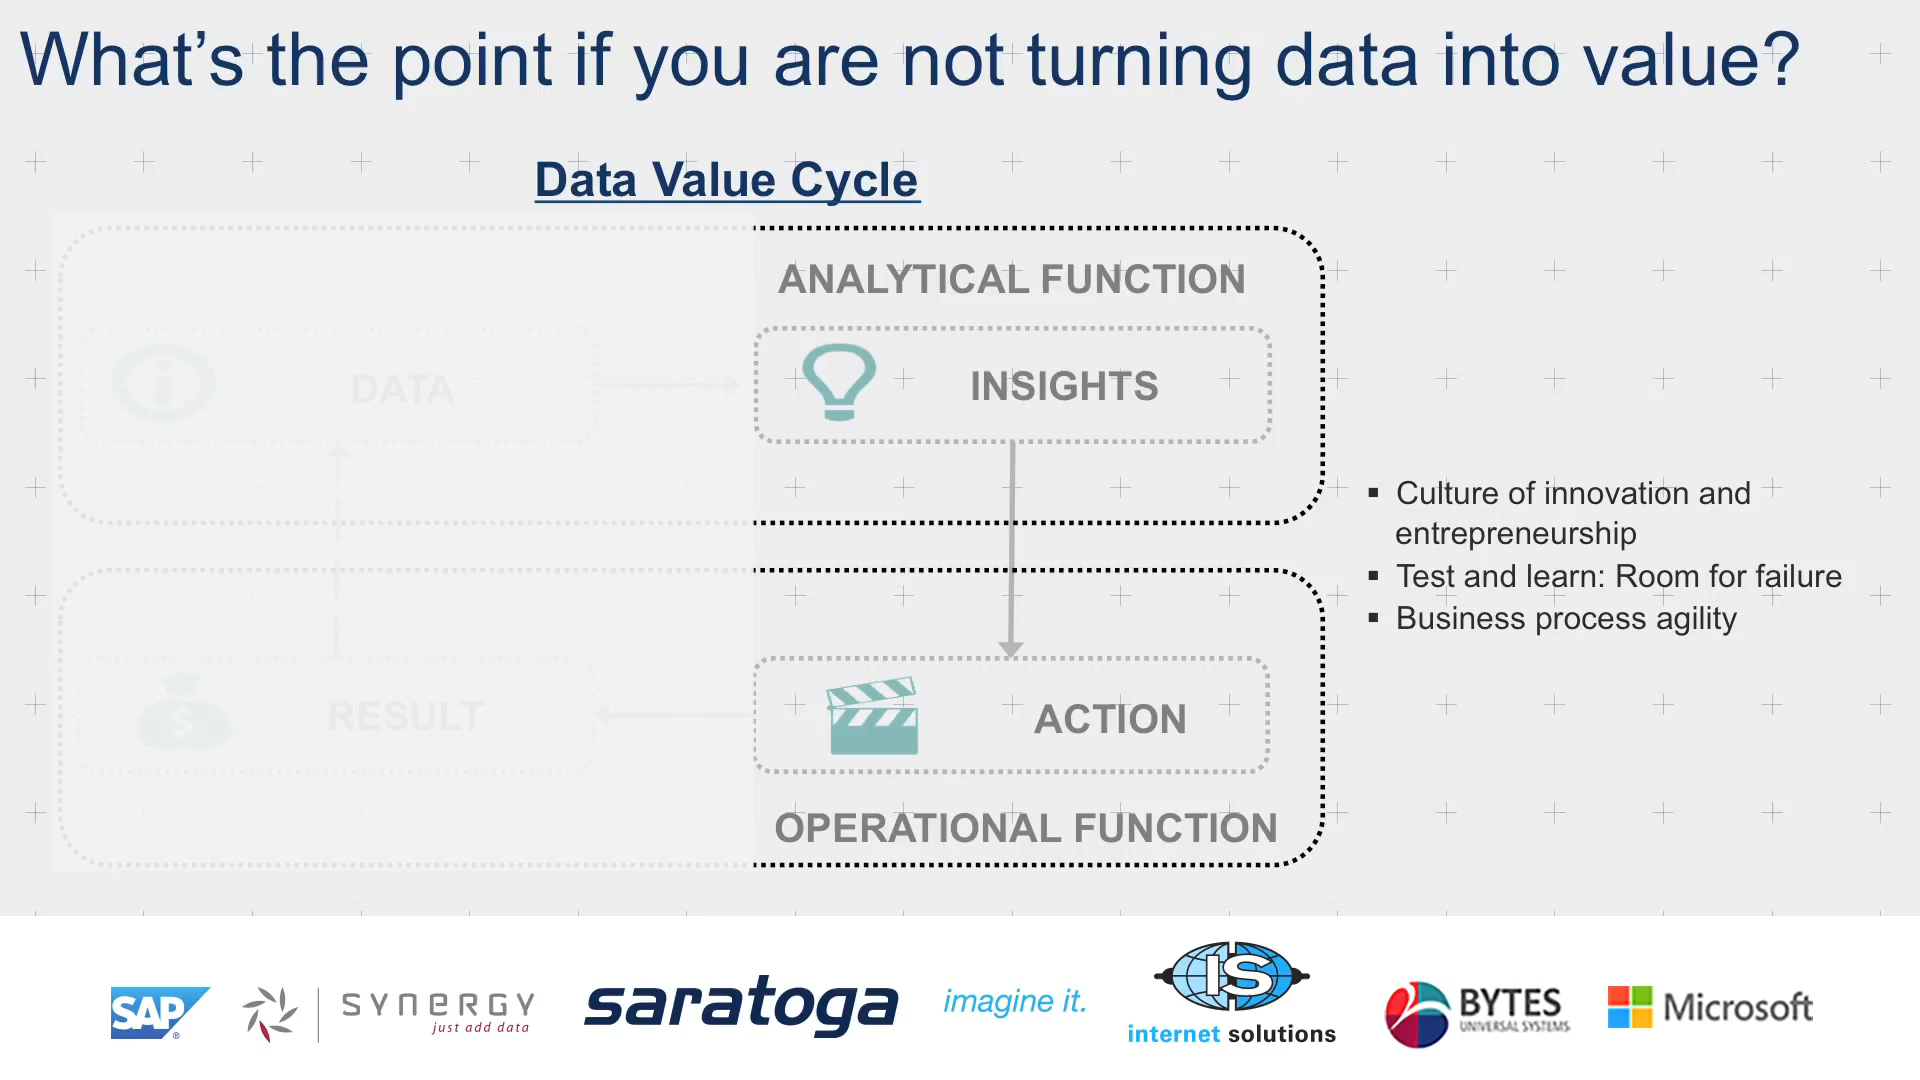 What's the point if you are not turning data into value?
Data Value Cycle
ANALYTICAL FUNCTION
DATA
INSIGHTS
Culture of innovation and
entrepreneurship
Test and learn: Room for failure
Business process agility
RESULT
$
ACTION
OPERATIONAL FUNCTION
SAP®
SYNERGY
just add data
saratoga
imagine it.
IS
internet solutions
BYTES
UNIVERSAL SYSTEMS
Microsoft